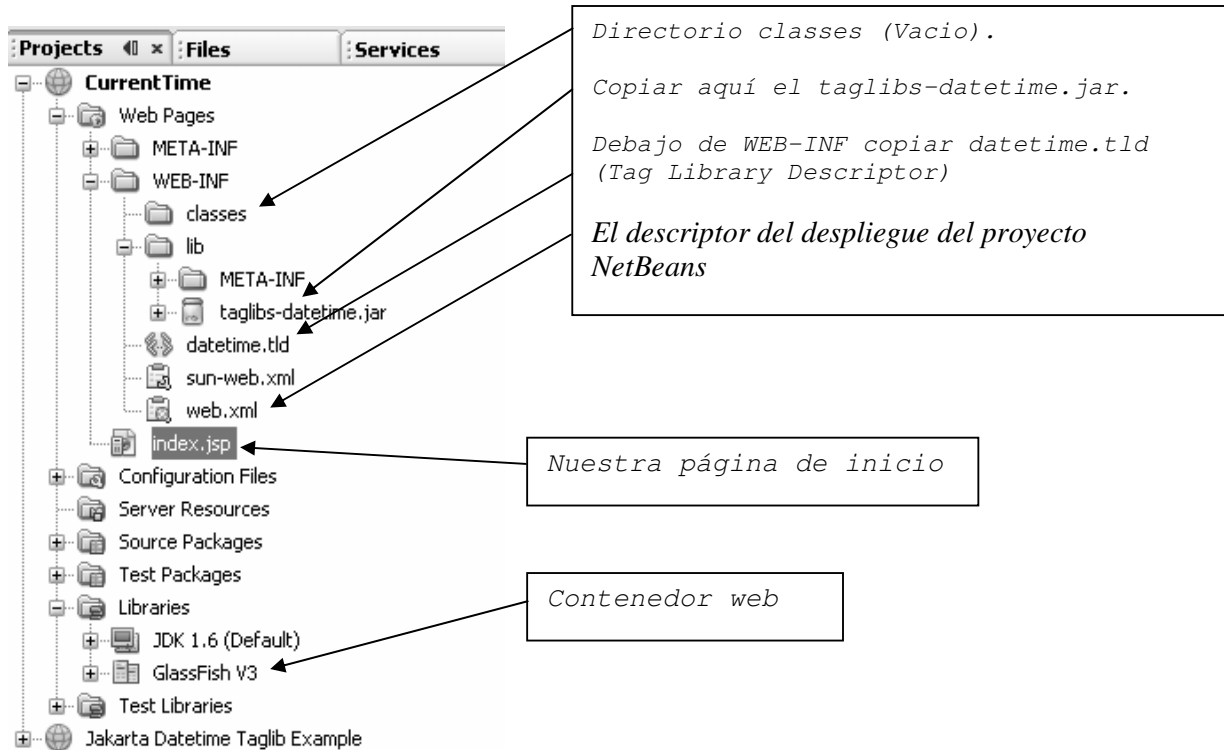 Projects
Files
Services
CurrentTime
Web Pages
META-INF
WEB-INF
classes
lib
META-INF
taglibs-datetime.jar
datetime.tld
sun-web.xml
web.xml
index.jsp
Configuration Files
Server Resources
Source Packages
Test Packages
Libraries
JDK 1.6 (Default)
GlassFish V3
Test Libraries
Jakarta Datetime Taglib Example
Directorio classes (Vacio).
Copiar aquí el taglibs-datetime.jar.
Debajo de WEB-INF copiar datetime.tld
(Tag Library Descriptor)
El descriptor del despliegue del proyecto
NetBeans
Nuestra página de inicio
Contenedor web